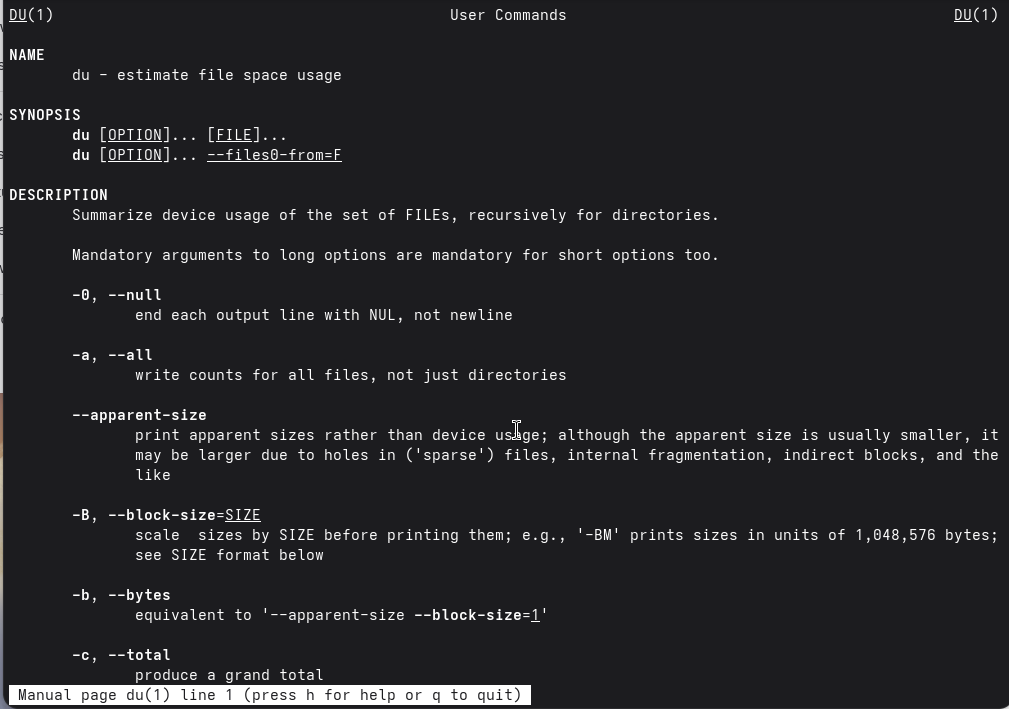 DU(1) User Commands DU(1)
NAME
du - estimate file space usage
SYNOPSIS
du [OPTION]... [FILE]...
du [OPTION]... --files0-from=F
DESCRIPTION
Summarize device usage of the set of FILEs, recursively for directories.
Mandatory arguments to long options are mandatory for short options too.
-0, --null
end each output line with NUL, not newline
-a, --all
write counts for all files, not just directories
--apparent-size
print apparent sizes rather than device usage; although the apparent size is usually smaller, it
may be larger due to holes in ('sparse') files, internal fragmentation, indirect blocks, and the
like
-B, --block-size=SIZE
scale  sizes by SIZE before printing them; e.g., '-BM' prints sizes in units of 1,048,576 bytes;
see SIZE format below
-b, --bytes
equivalent to '--apparent-size --block-size=1'
-c, --total
produce a grand total
Manual page du(1) line 1 (press h for help or q to quit)